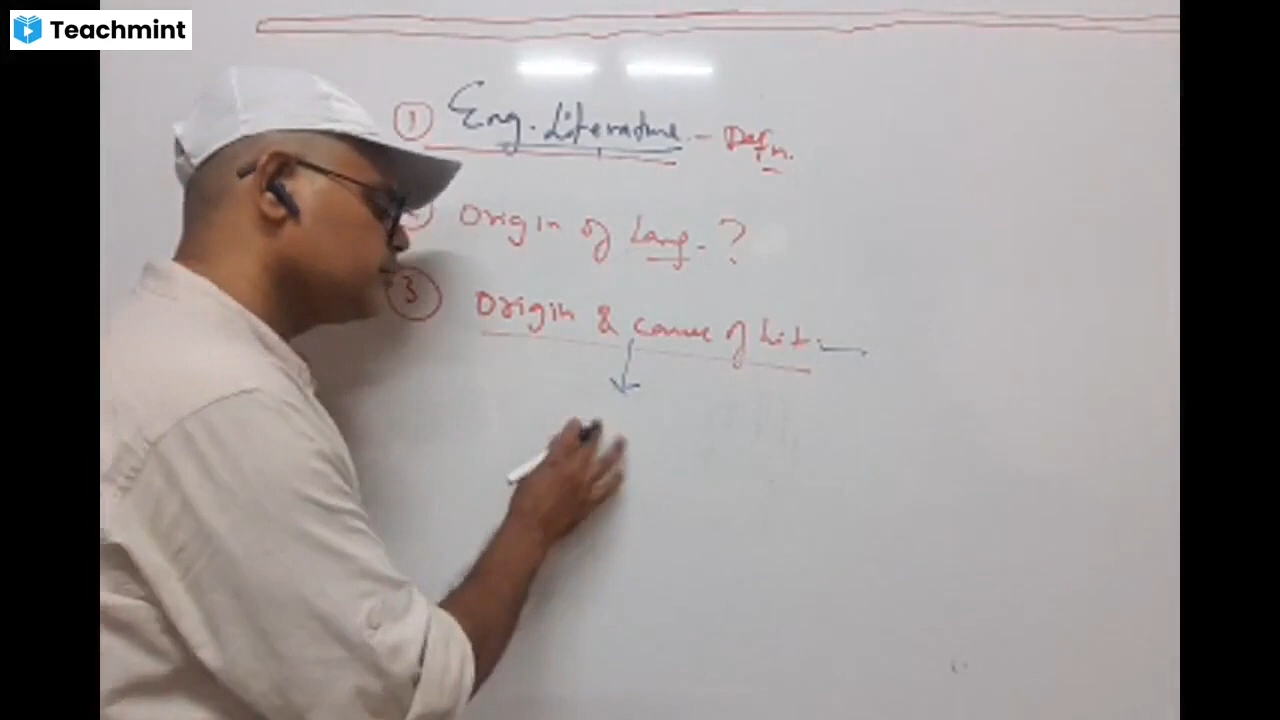 Teachmint
1 Eng. Literature - Defn.
Origin of Lang. ?
3 Origin & cause of Lit.